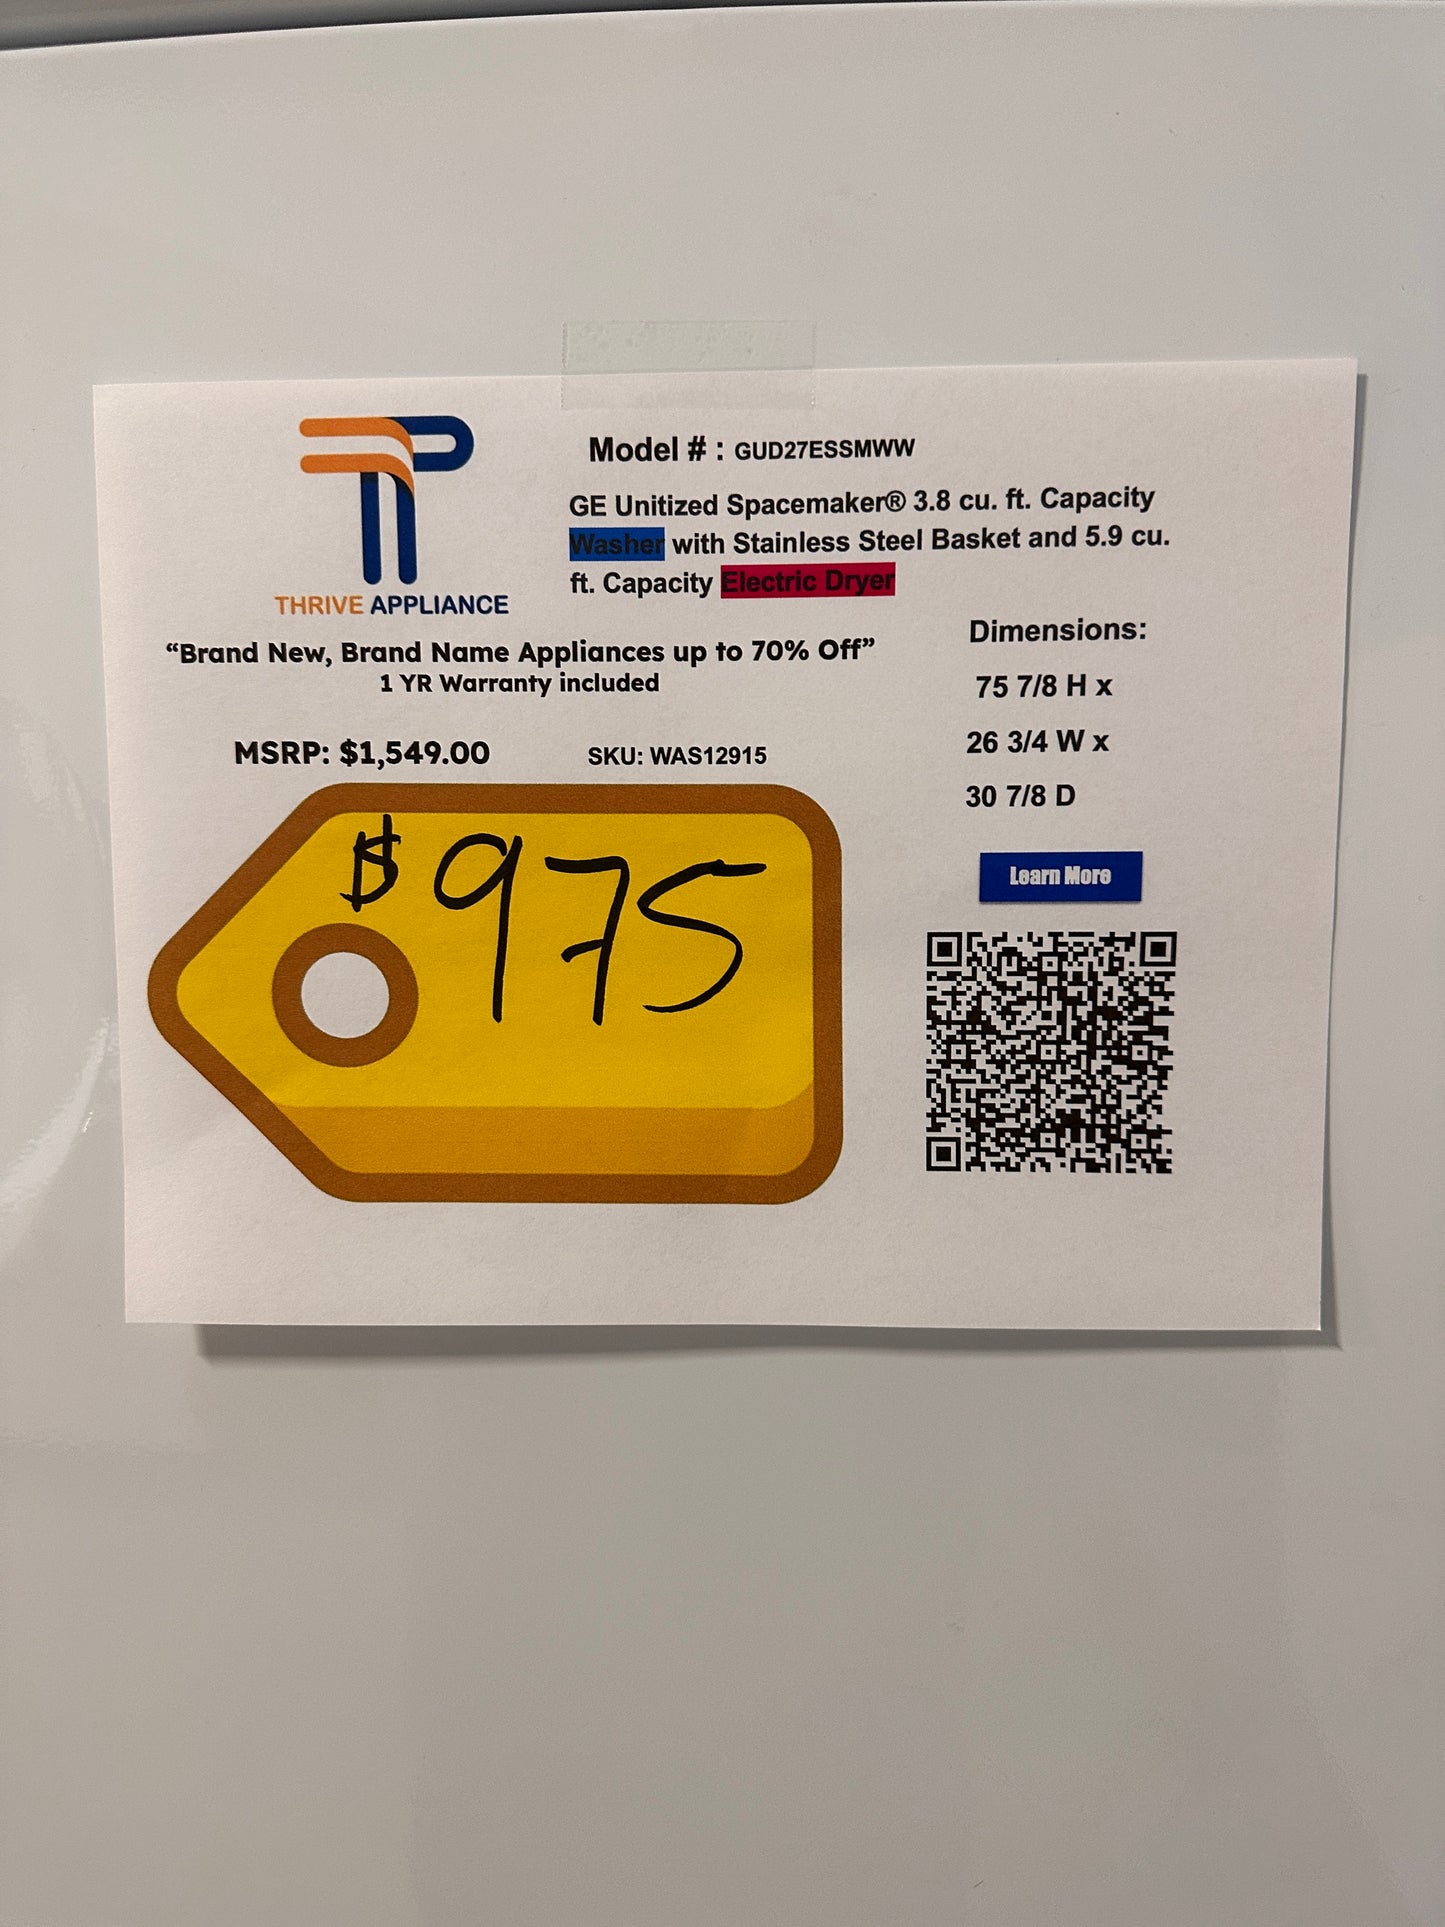 Model # : GUD27ESSMWW
GE Unitized Spacemaker® 3.8 cu. ft. Capacity
Washer with Stainless Steel Basket and 5.9 cu.
ft. Capacity Electric Dryer
THRIVE APPLIANCE
“Brand New, Brand Name Appliances up to 70% Off”
1 YR Warranty included
MSRP: $1,549.00
SKU: WAS12915
$975
Dimensions:
75 7/8 H x
26 3/4 W x
30 7/8 D
Learn More